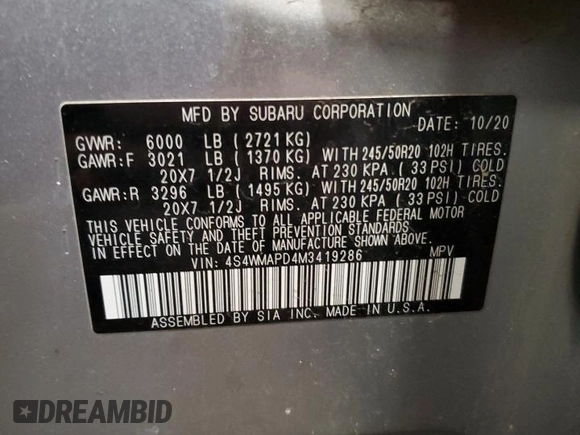 MFD BY SUBARU CORPORATION
DATE: 10/20
GVWR: 6000 LB ( 2721 KG)
GAWR:F 3021 LB ( 1370 KG) WITH 245/50R20 102H TIRES.
20X7 1/2J RIMS. AT 230 KPA ( 33 PSI) COLD
GAWR:R 3296 LB ( 1495 KG) WITH 245/50R20 102H TIRES.
20X7 1/2J RIMS. AT 230 KPA ( 33 PSI) COLD
THIS VEHICLE CONFORMS TO ALL APPLICABLE FEDERAL MOTOR
VEHICLE SAFETY AND THEFT PREVENTION STANDARDS
IN EFFECT ON THE DATE OF MANUFACTURE SHOWN ABOVE.
VIN: 4S4WMAPD4M3419286 MPV
ASSEMBLED BY SIA INC. MADE IN U.S.A.
DREAMBID